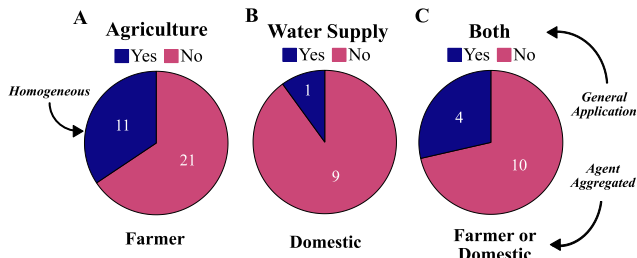 A
Agriculture
Yes No
Homogeneous
11
21
Farmer
B
Water Supply
Yes No
1
9
Domestic
C
Both
Yes No
4
10
Farmer or
Domestic
General
Application
Agent
Aggregated